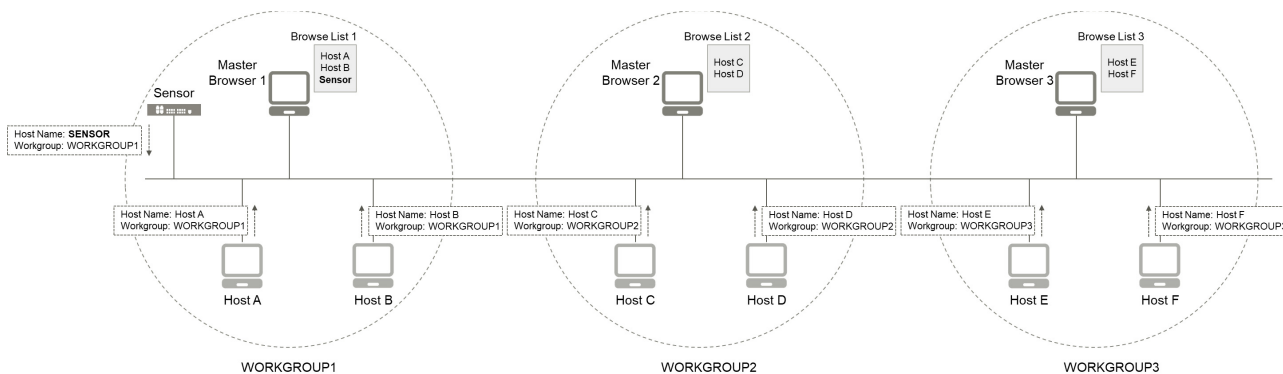 Browse List 1
Host A
Host B
Sensor
Master
Browser 1
Sensor
Host Name: SENSOR
Workgroup: WORKGROUP1
Host Name: Host A
Workgroup: WORKGROUP1
Host Name: Host B
Workgroup: WORKGROUP1
Host A
Host B
WORKGROUP1
Browse List 2
Host C
Host D
Master
Browser 2
Host Name: Host C
Workgroup: WORKGROUP2
Host Name: Host D
Workgroup: WORKGROUP2
Host C
Host D
WORKGROUP2
Browse List 3
Host E
Host F
Master
Browser 3
Host Name: Host E
Workgroup: WORKGROUP3
Host Name: Host F
Workgroup: WORKGROUP3
Host E
Host F
WORKGROUP3